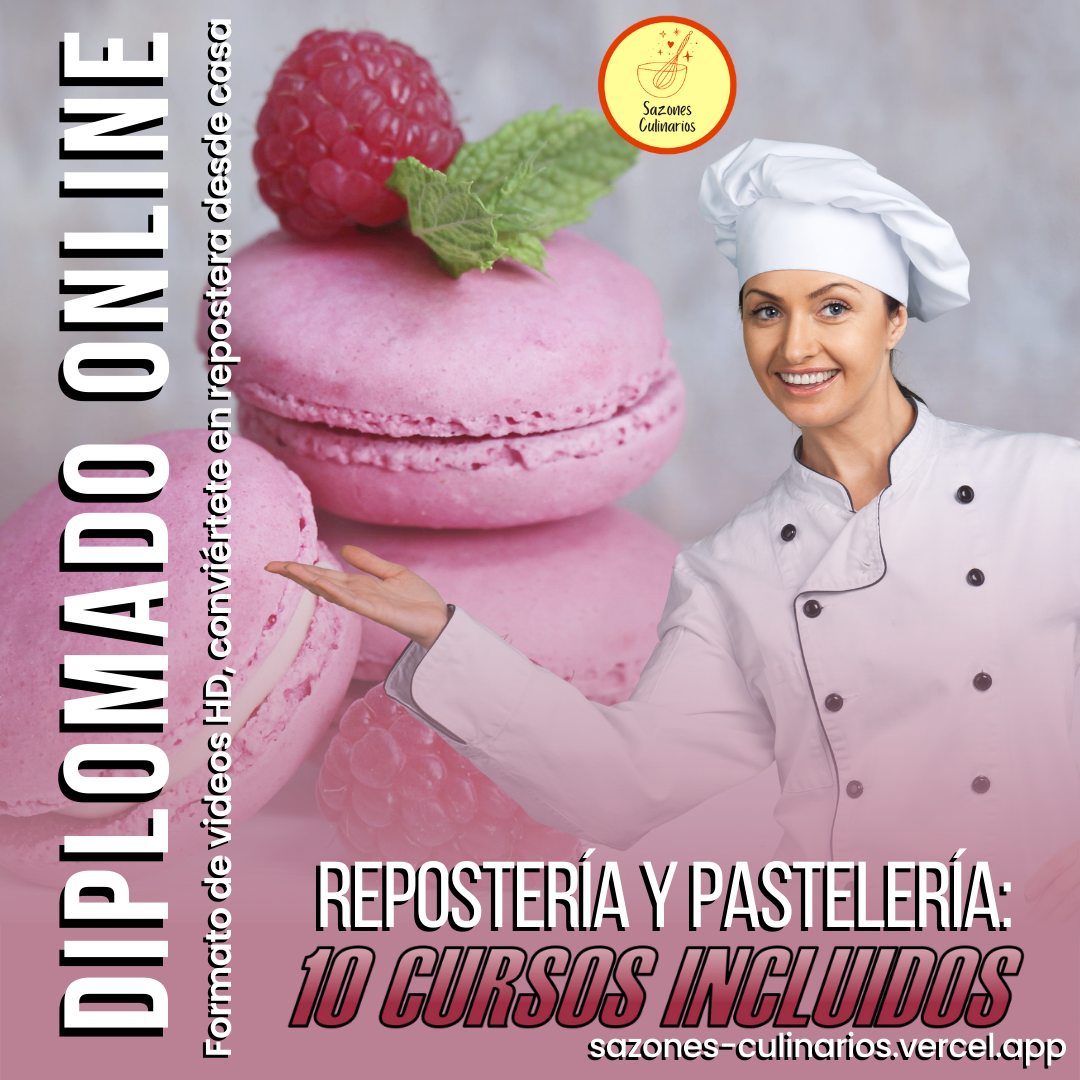 DIPLOMADO ONLINE
Formato de videos HD, conviértete en repostera desde casa
Sazones
Culinarios
REPOSTERÍA Y PASTELERÍA:
10 CURSOS INCLUIDOS
sazones-culinarios.vercel.app